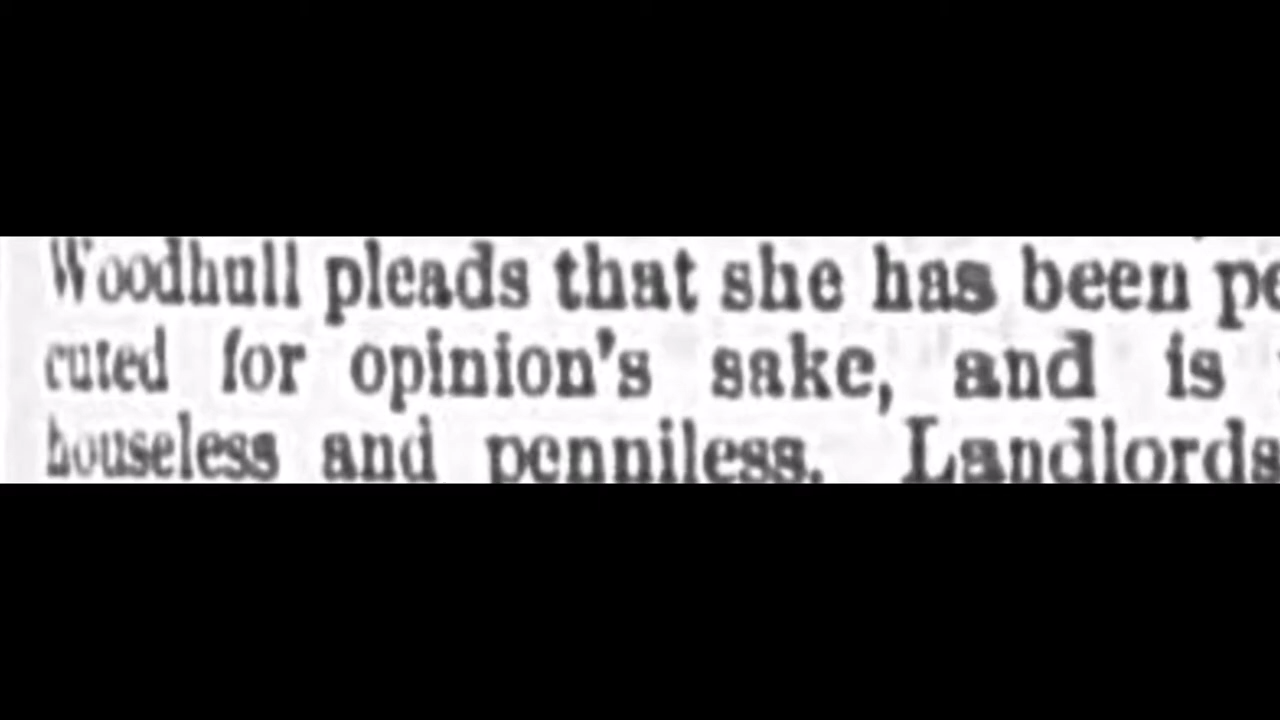 Woodhull pleads that she has been pe
cuted for opinion's sake, and is
houseless and penniless. Landlords